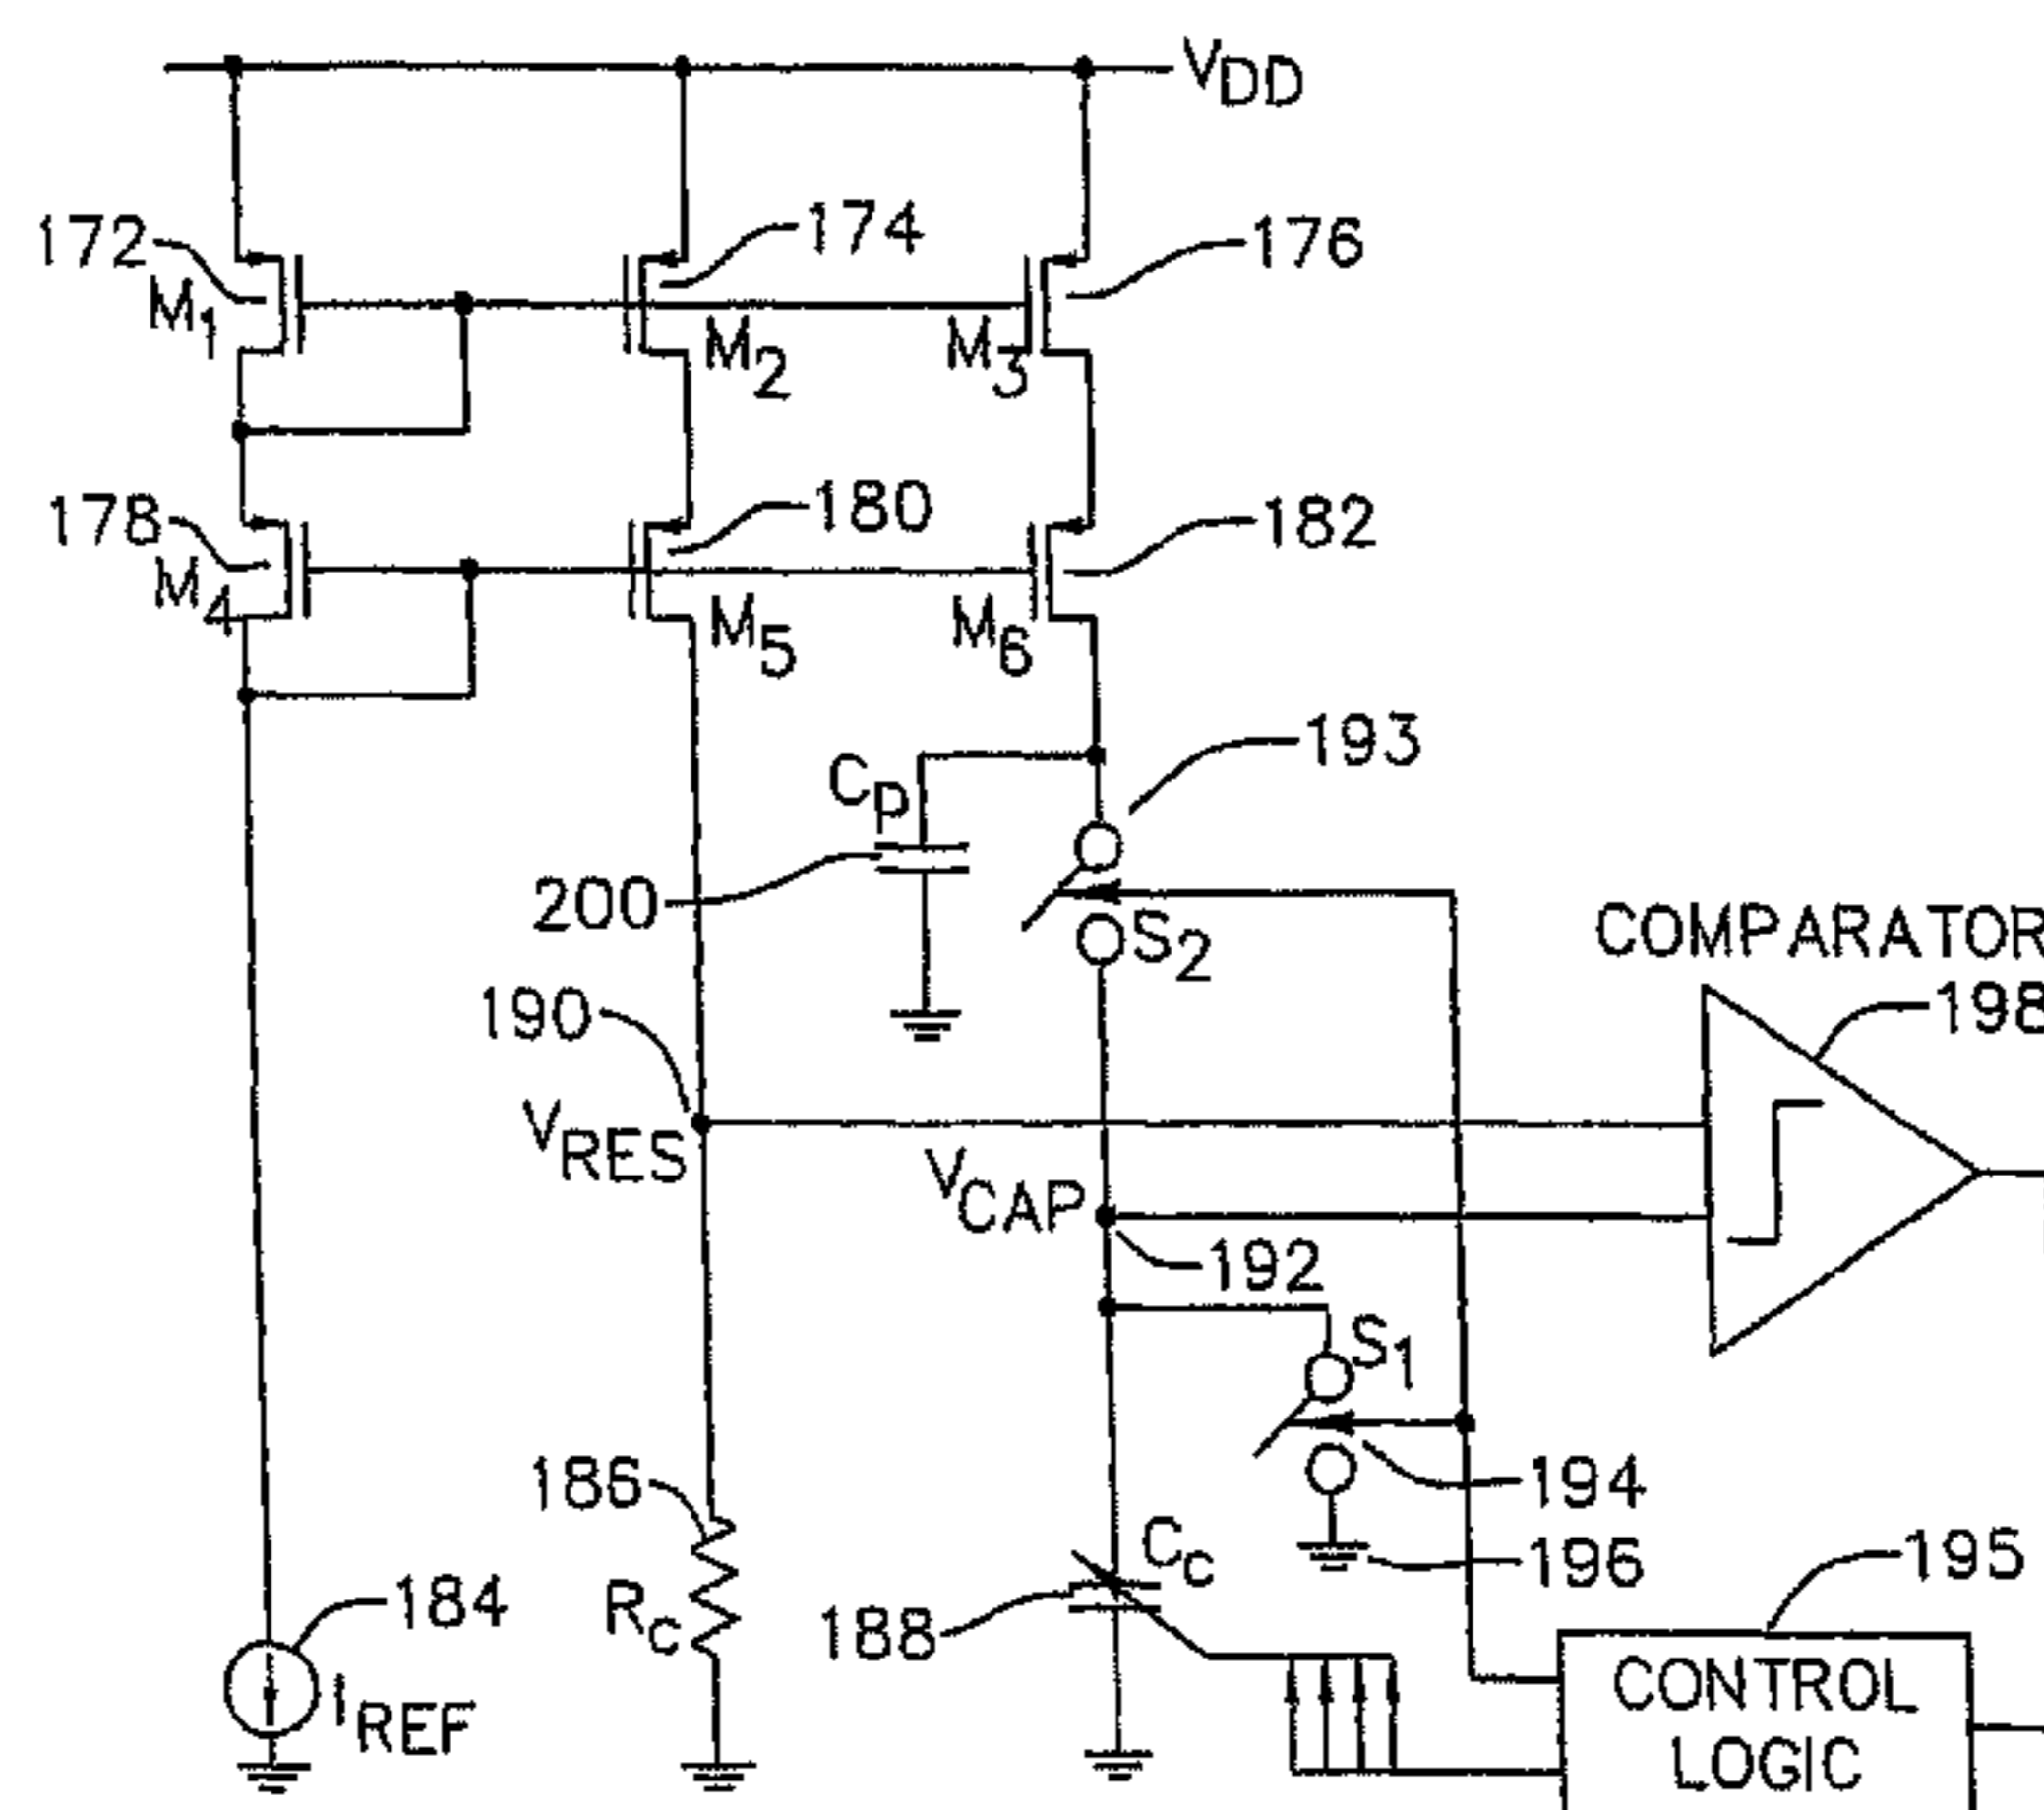 VDD
172
174
176
M1
M2
M3
178
180
182
M4
M5
M6
193
CP
200
S2
COMPARATOR
198
190
VRES
VCAP
192
S1
186
194
CC
196
195
184
RC
188
CONTROL
LOGIC
IREF